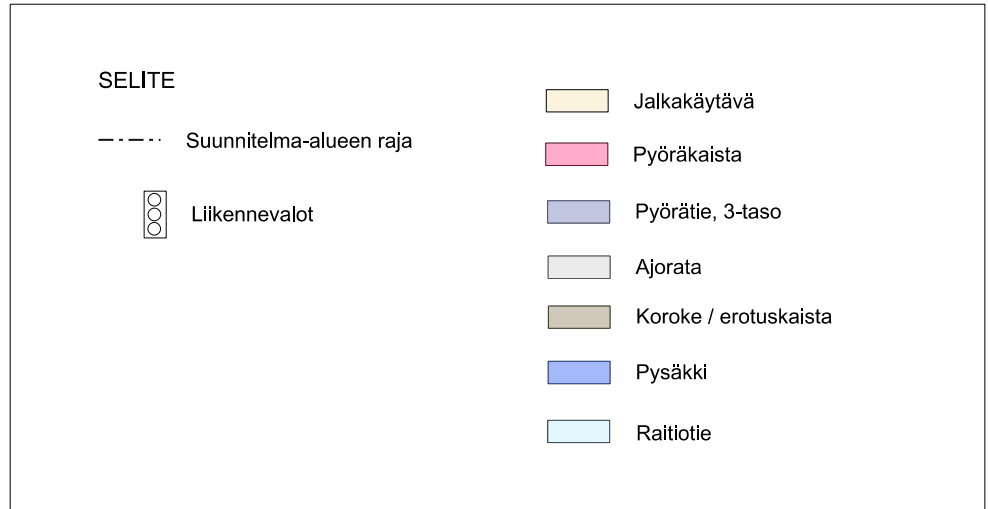 SELITE
Suunnitelma-alueen raja
Liikennevalot
Jalkakäytävä
Pyöräkaista
Pyörätie, 3-taso
Ajorata
Koroke / erotuskaista
Pysäkki
Raitiotie